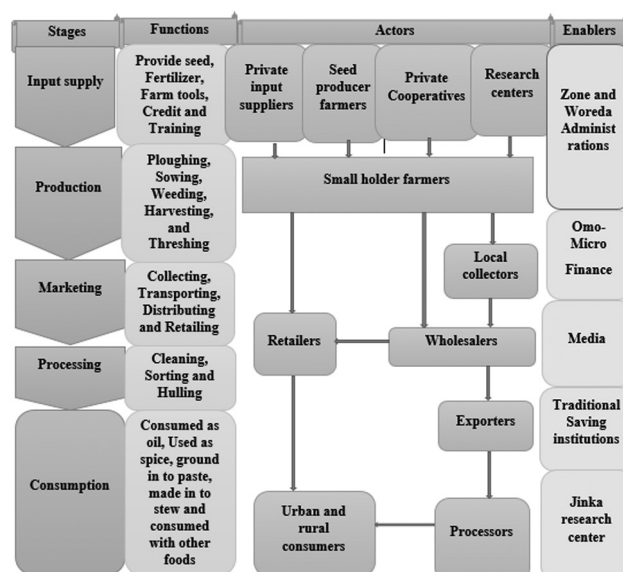 Stages
Functions
Actors
Enablers
Input supply
Provide seed,
Fertilizer,
Farm tools,
Credit and
Training
Private
input
suppliers
Seed
producer
farmers
Private
Cooperatives
Research
centers
Zone and
Woreda
Administ
rations
Production
Ploughing,
Sowing,
Weeding,
Harvesting,
and
Threshing
Small holder farmers
Omo-
Micro
Finance
Marketing
Collecting,
Transporting,
Distributing
and Retailing
Local
collectors
Retailers
Wholesalers
Media
Processing
Cleaning,
Sorting and
Hulling
Exporters
Traditional
Saving
institutions
Consumption
Consumed as
oil, Used as
spice, ground
in to paste,
made in to
stew and
consumed
with other
foods
Urban and
rural
consumers
Processors
Jinka
research
center